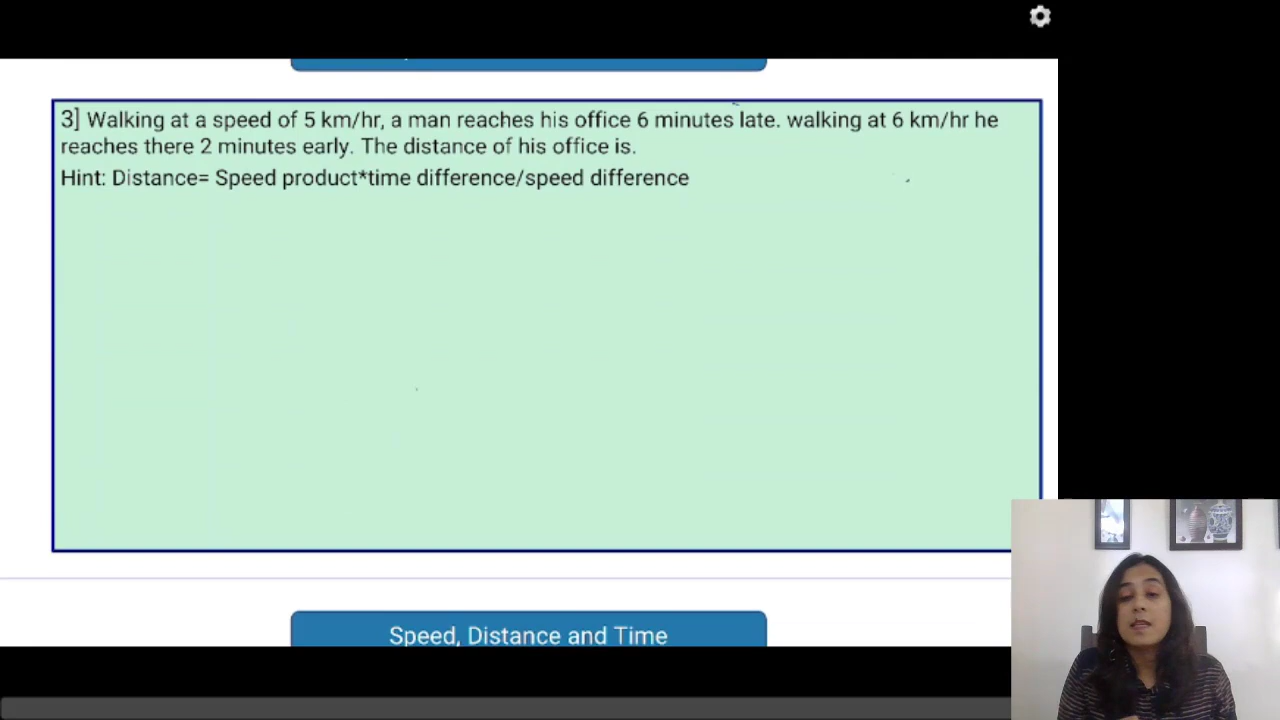 3] Walking at a speed of 5 km/hr, a man reaches his office 6 minutes late. walking at 6 km/hr he
reaches there 2 minutes early. The distance of his office is.
Hint: Distance= Speed product*time difference/speed difference
Speed, Distance and Time